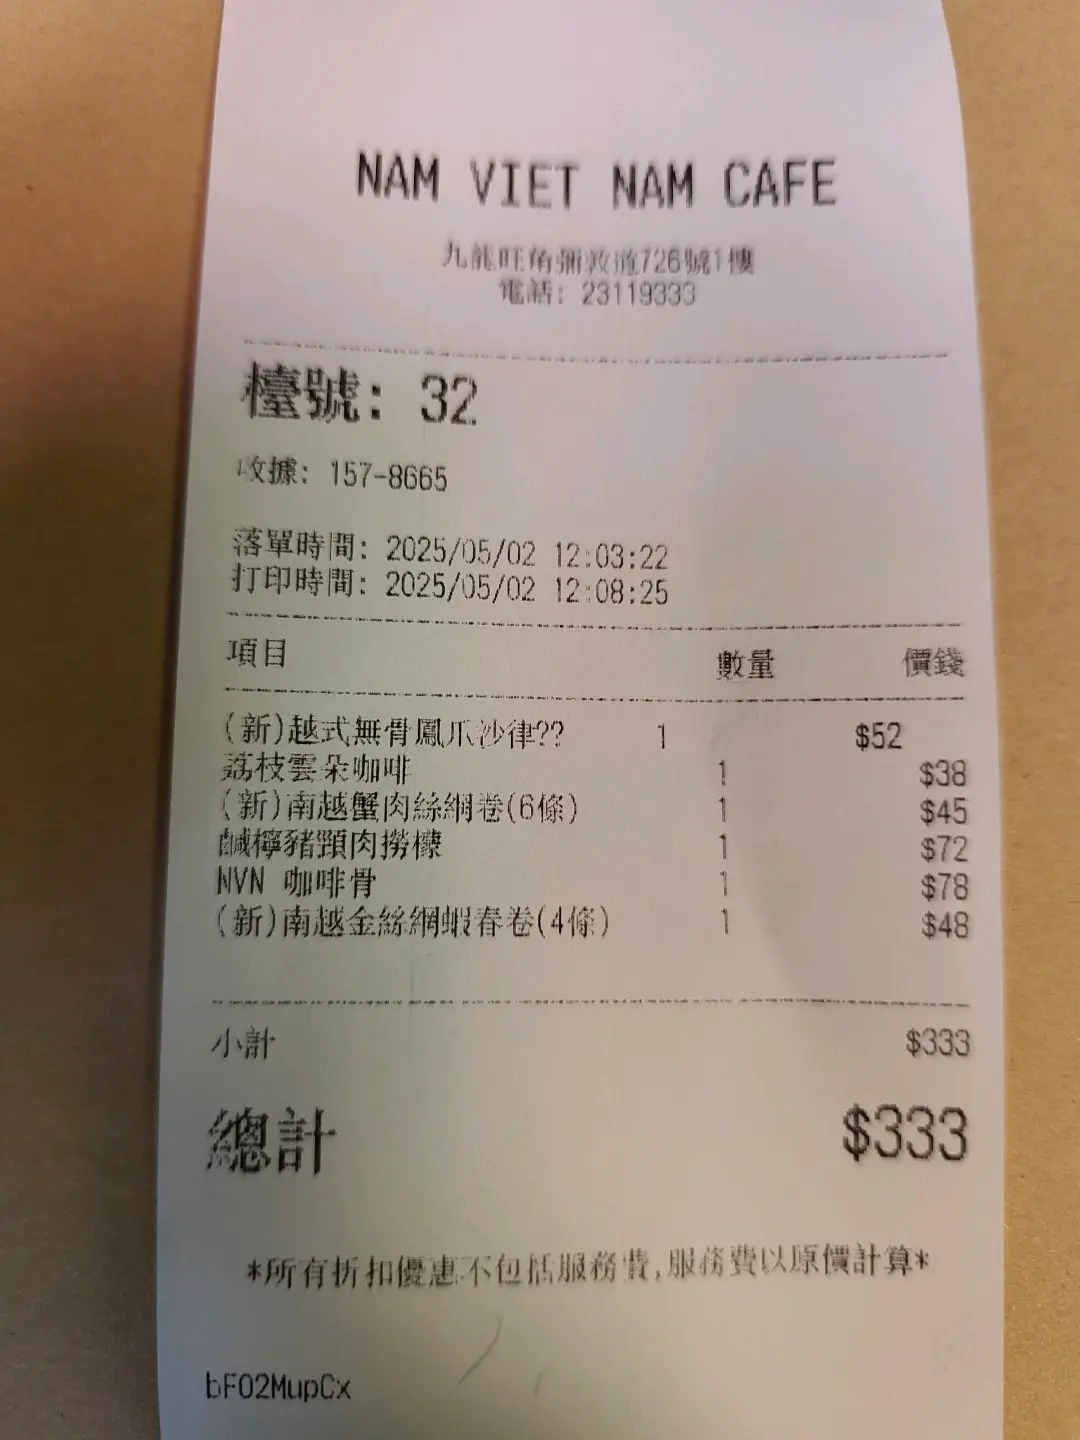 NAM VIET NAM CAFE
九龍旺角彌敦道726號1樓
電話: 23119333
檯號: 32
收據: 157-8665
落單時間: 2025/05/02 12:03:22
打印時間: 2025/05/02 12:08:25
項目 數量 價錢
(新)越式無骨鳳爪沙律?? 1 $52
荔枝雲朵咖啡 1 $38
(新)南越蟹肉絲網卷(6條) 1 $45
鹹檸豬頸肉撈檬 1 $72
NVN 咖啡骨 1 $78
(新)南越金絲網蝦春卷(4條) 1 $48
小計 $333
總計 $333
*所有折扣優惠不包括服務費,服務費以原價計算*
bF02MupCx